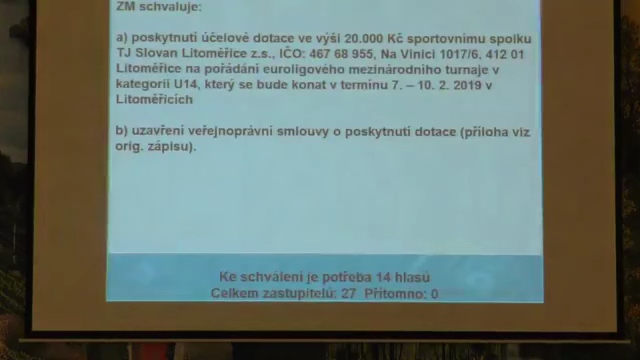 ZM schvaluje:
a) poskytnutí účelové dotace ve výši 20.000 Kč sportovnímu spolku
TJ Slovan Litoměřice z.s., IČO: 467 68 955, Na Vinici 1017/6, 412 01
Litoměřice na pořádání euroligového mezinárodního turnaje v
kategorii U14, který se bude konat v termínu 7. – 10. 2. 2019 v
Litoměřicích
b) uzavření veřejnoprávní smlouvy o poskytnutí dotace (příloha viz
orig. zápisu).
Ke schválení je potřeba 14 hlasů
Celkem zastupitelů: 27 Přítomno: 0